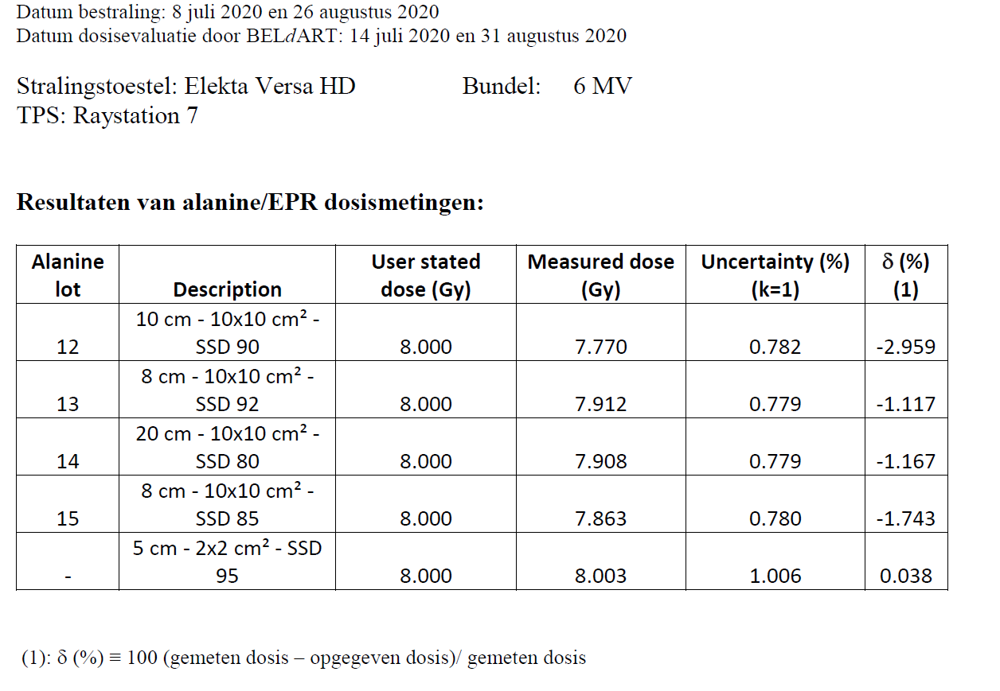 Datum bestraling: 8 juli 2020 en 26 augustus 2020
Datum dosisevaluatie door BELdART: 14 juli 2020 en 31 augustus 2020
Stralingstoestel: Elekta Versa HD Bundel: 6 MV
TPS: Raystation 7
Resultaten van alanine/EPR dosismetingen:
Alanine lot Description User stated dose (Gy) Measured dose (Gy) Uncertainty (%) (k=1) δ (%) (1)
12 10 cm - 10x10 cm² - SSD 90 8.000 7.770 0.782 -2.959
13 8 cm - 10x10 cm² - SSD 92 8.000 7.912 0.779 -1.117
14 20 cm - 10x10 cm² - SSD 80 8.000 7.908 0.779 -1.167
15 8 cm - 10x10 cm² - SSD 85 8.000 7.863 0.780 -1.743
- 5 cm - 2x2 cm² - SSD 95 8.000 8.003 1.006 0.038
(1): δ (%) ≡ 100 (gemeten dosis – opgegeven dosis)/ gemeten dosis